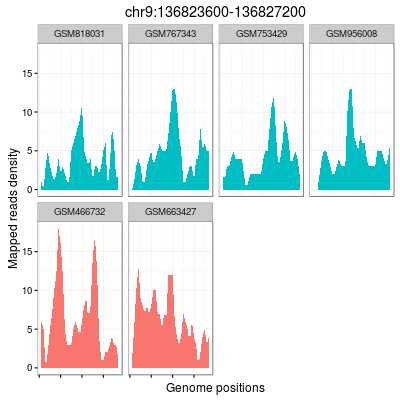 chr9:136823600-136827200
GSM818031 GSM767343 GSM753429 GSM956008
15
10
5
0
GSM466732 GSM663427
15
10
5
0
Mapped reads density
Genome positions